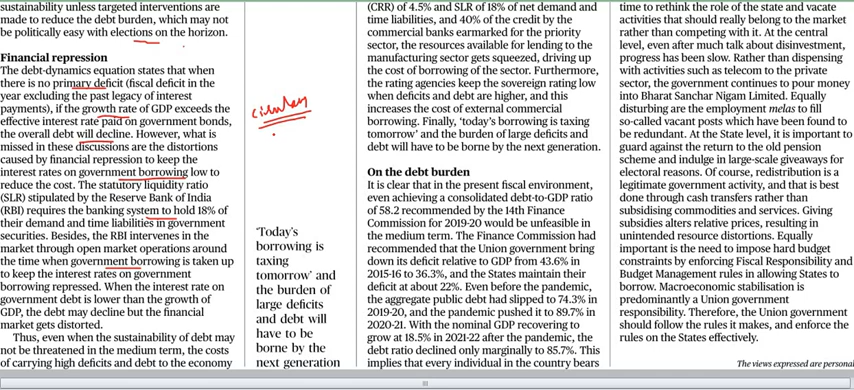 sustainability unless targeted interventions are
made to reduce the debt burden, which may not
be politically easy with elections on the horizon.
Financial repression
The debt-dynamics equation states that when
there is no primary deficit (fiscal deficit in the
year excluding the past legacy of interest
payments), if the growth rate of GDP exceeds the
effective interest rate paid on government bonds,
the overall debt will decline. However, what is
missed in these discussions are the distortions
caused by financial repression to keep the
interest rates on government borrowing low to
reduce the cost. The statutory liquidity ratio
(SLR) stipulated by the Reserve Bank of India
(RBI) requires the banking system to hold 18% of
their demand and time liabilities in government
securities. Besides, the RBI intervenes in the
market through open market operations around
the time when government borrowing is taken up
to keep the interest rates on government
borrowing repressed. When the interest rate on
government debt is lower than the growth of
GDP, the debt may decline but the financial
market gets distorted.
Thus, even when the sustainability of debt may
not be threatened in the medium term, the costs
of carrying high deficits and debt to the economy
'Today's
borrowing is
taxing
tomorrow' and
the burden of
large deficits
and debt will
have to be
borne by the
next generation
(CRR) of 4.5% and SLR of 18% of net demand and
time liabilities, and 40% of the credit by the
commercial banks earmarked for the priority
sector, the resources available for lending to the
manufacturing sector gets squeezed, driving up
the cost of borrowing of the sector. Furthermore,
the rating agencies keep the sovereign rating low
when deficits and debt are higher, and this
increases the cost of external commercial
borrowing. Finally, 'today's borrowing is taxing
tomorrow' and the burden of large deficits and
debt will have to be borne by the next generation.
On the debt burden
It is clear that in the present fiscal environment,
even achieving a consolidated debt-to-GDP ratio
of 58.2 recommended by the 14th Finance
Commission for 2019-20 would be unfeasible in
the medium term. The Finance Commission had
recommended that the Union government bring
down its deficit relative to GDP from 43.6% in
2015-16 to 36.3%, and the States maintain their
deficit at about 22%. Even before the pandemic,
the aggregate public debt had slipped to 74.3% in
2019-20, and the pandemic pushed it to 89.7% in
2020-21. With the nominal GDP recovering to
grow at 18.5% in 2021-22 after the pandemic, the
debt ratio declined only marginally to 85.7%. This
implies that every individual in the country bears
time to rethink the role of the state and vacate
activities that should really belong to the market
rather than competing with it. At the central
level, even after much talk about disinvestment,
progress has been slow. Rather than dispensing
with activities such as telecom to the private
sector, the government continues to pour money
into Bharat Sanchar Nigam Limited. Equally
disturbing are the employment melas to fill
so-called vacant posts which have been found to
be redundant. At the State level, it is important to
guard against the return to the old pension
scheme and indulge in large-scale giveaways for
electoral reasons. Of course, redistribution is a
legitimate government activity, and that is best
done through cash transfers rather than
subsidising commodities and services. Giving
subsidies alters relative prices, resulting in
unintended resource distortions. Equally
important is the need to impose hard budget
constraints by enforcing Fiscal Responsibility and
Budget Management rules in allowing States to
borrow. Macroeconomic stabilisation is
predominantly a Union government
responsibility. Therefore, the Union government
should follow the rules it makes, and enforce the
rules on the States effectively.
The views expressed are personal